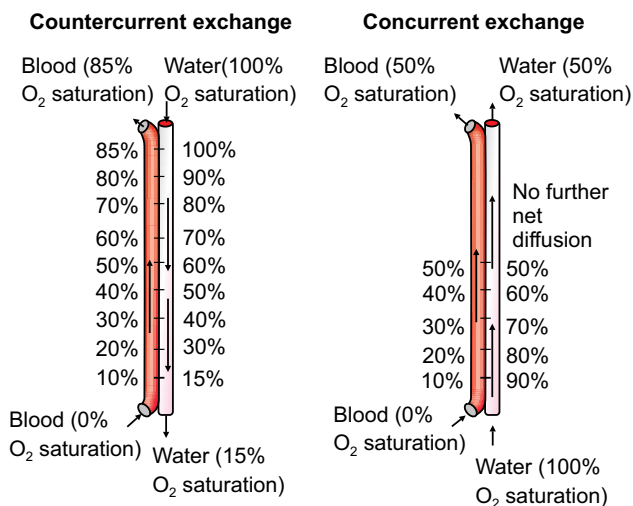 Countercurrent exchange
Blood (85%
O2 saturation)
Water(100%
O2 saturation)
85% 100%
80% 90%
70% 80%
60% 70%
50% 60%
40% 50%
30% 40%
20% 30%
10% 15%
Blood (0%
O2 saturation)
Water (15%
O2 saturation)
Concurrent exchange
Blood (50%
O2 saturation)
Water (50%
O2 saturation)
No further
net
diffusion
50% 50%
40% 60%
30% 70%
20% 80%
10% 90%
Blood (0%
O2 saturation)
Water (100%
O2 saturation)